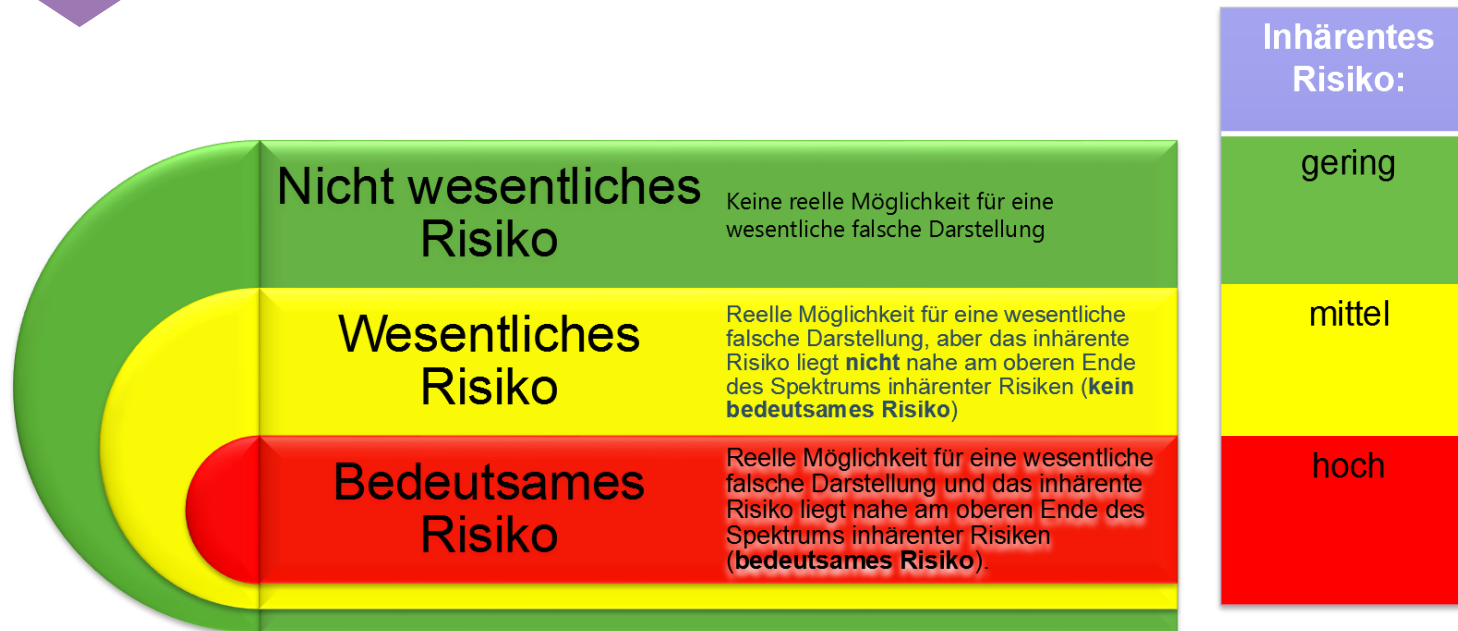 Inhärentes
Risiko:
Nicht wesentliches
Risiko
Keine reelle Möglichkeit für eine
wesentliche falsche Darstellung
gering
Wesentliches
Risiko
Reelle Möglichkeit für eine wesentliche
falsche Darstellung, aber das inhärente
Risiko liegt nicht nahe am oberen Ende
des Spektrums inhärenter Risiken (kein
bedeutsames Risiko)
mittel
Bedeutsames
Risiko
Reelle Möglichkeit für eine wesentliche
falsche Darstellung und das inhärente
Risiko liegt nahe am oberen Ende des
Spektrums inhärenter Risiken
(bedeutsames Risiko).
hoch